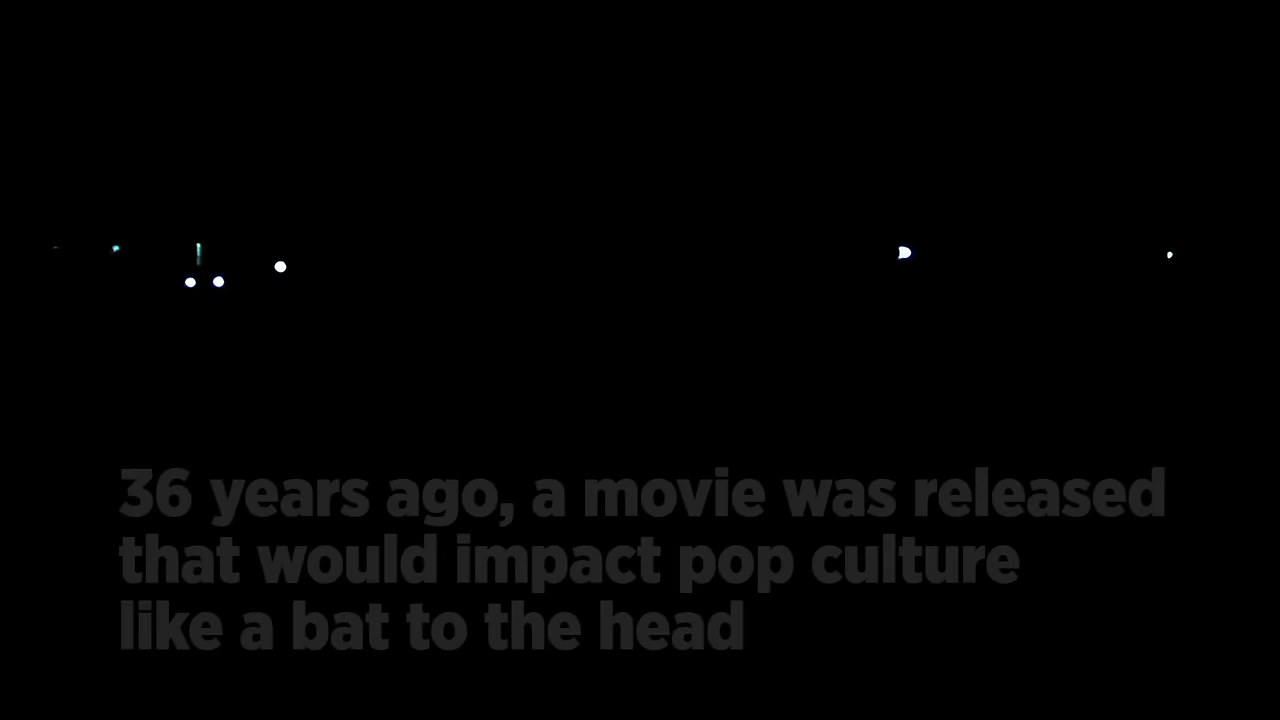 36 years ago, a movie was released
that would impact pop culture
like a bat to the head